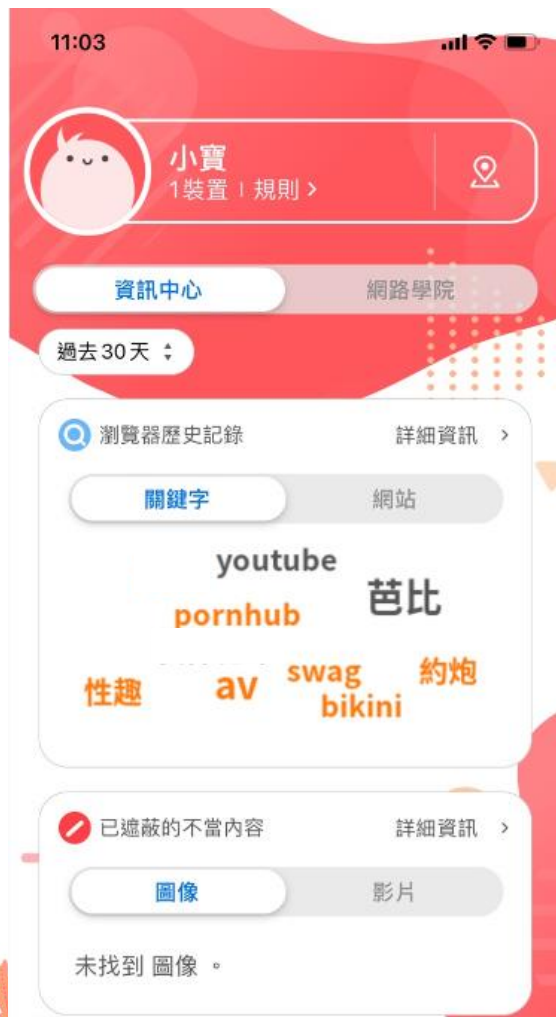 11:03
小寶
1裝置 | 規則 >
資訊中心
網路學院
過去30天
瀏覽器歷史記錄
詳細資訊 >
關鍵字
網站
youtube
芭比
pornhub
性趣
av
swag
約炮
bikini
已遮蔽的不當內容
詳細資訊 >
圖像
影片
未找到 圖像 。